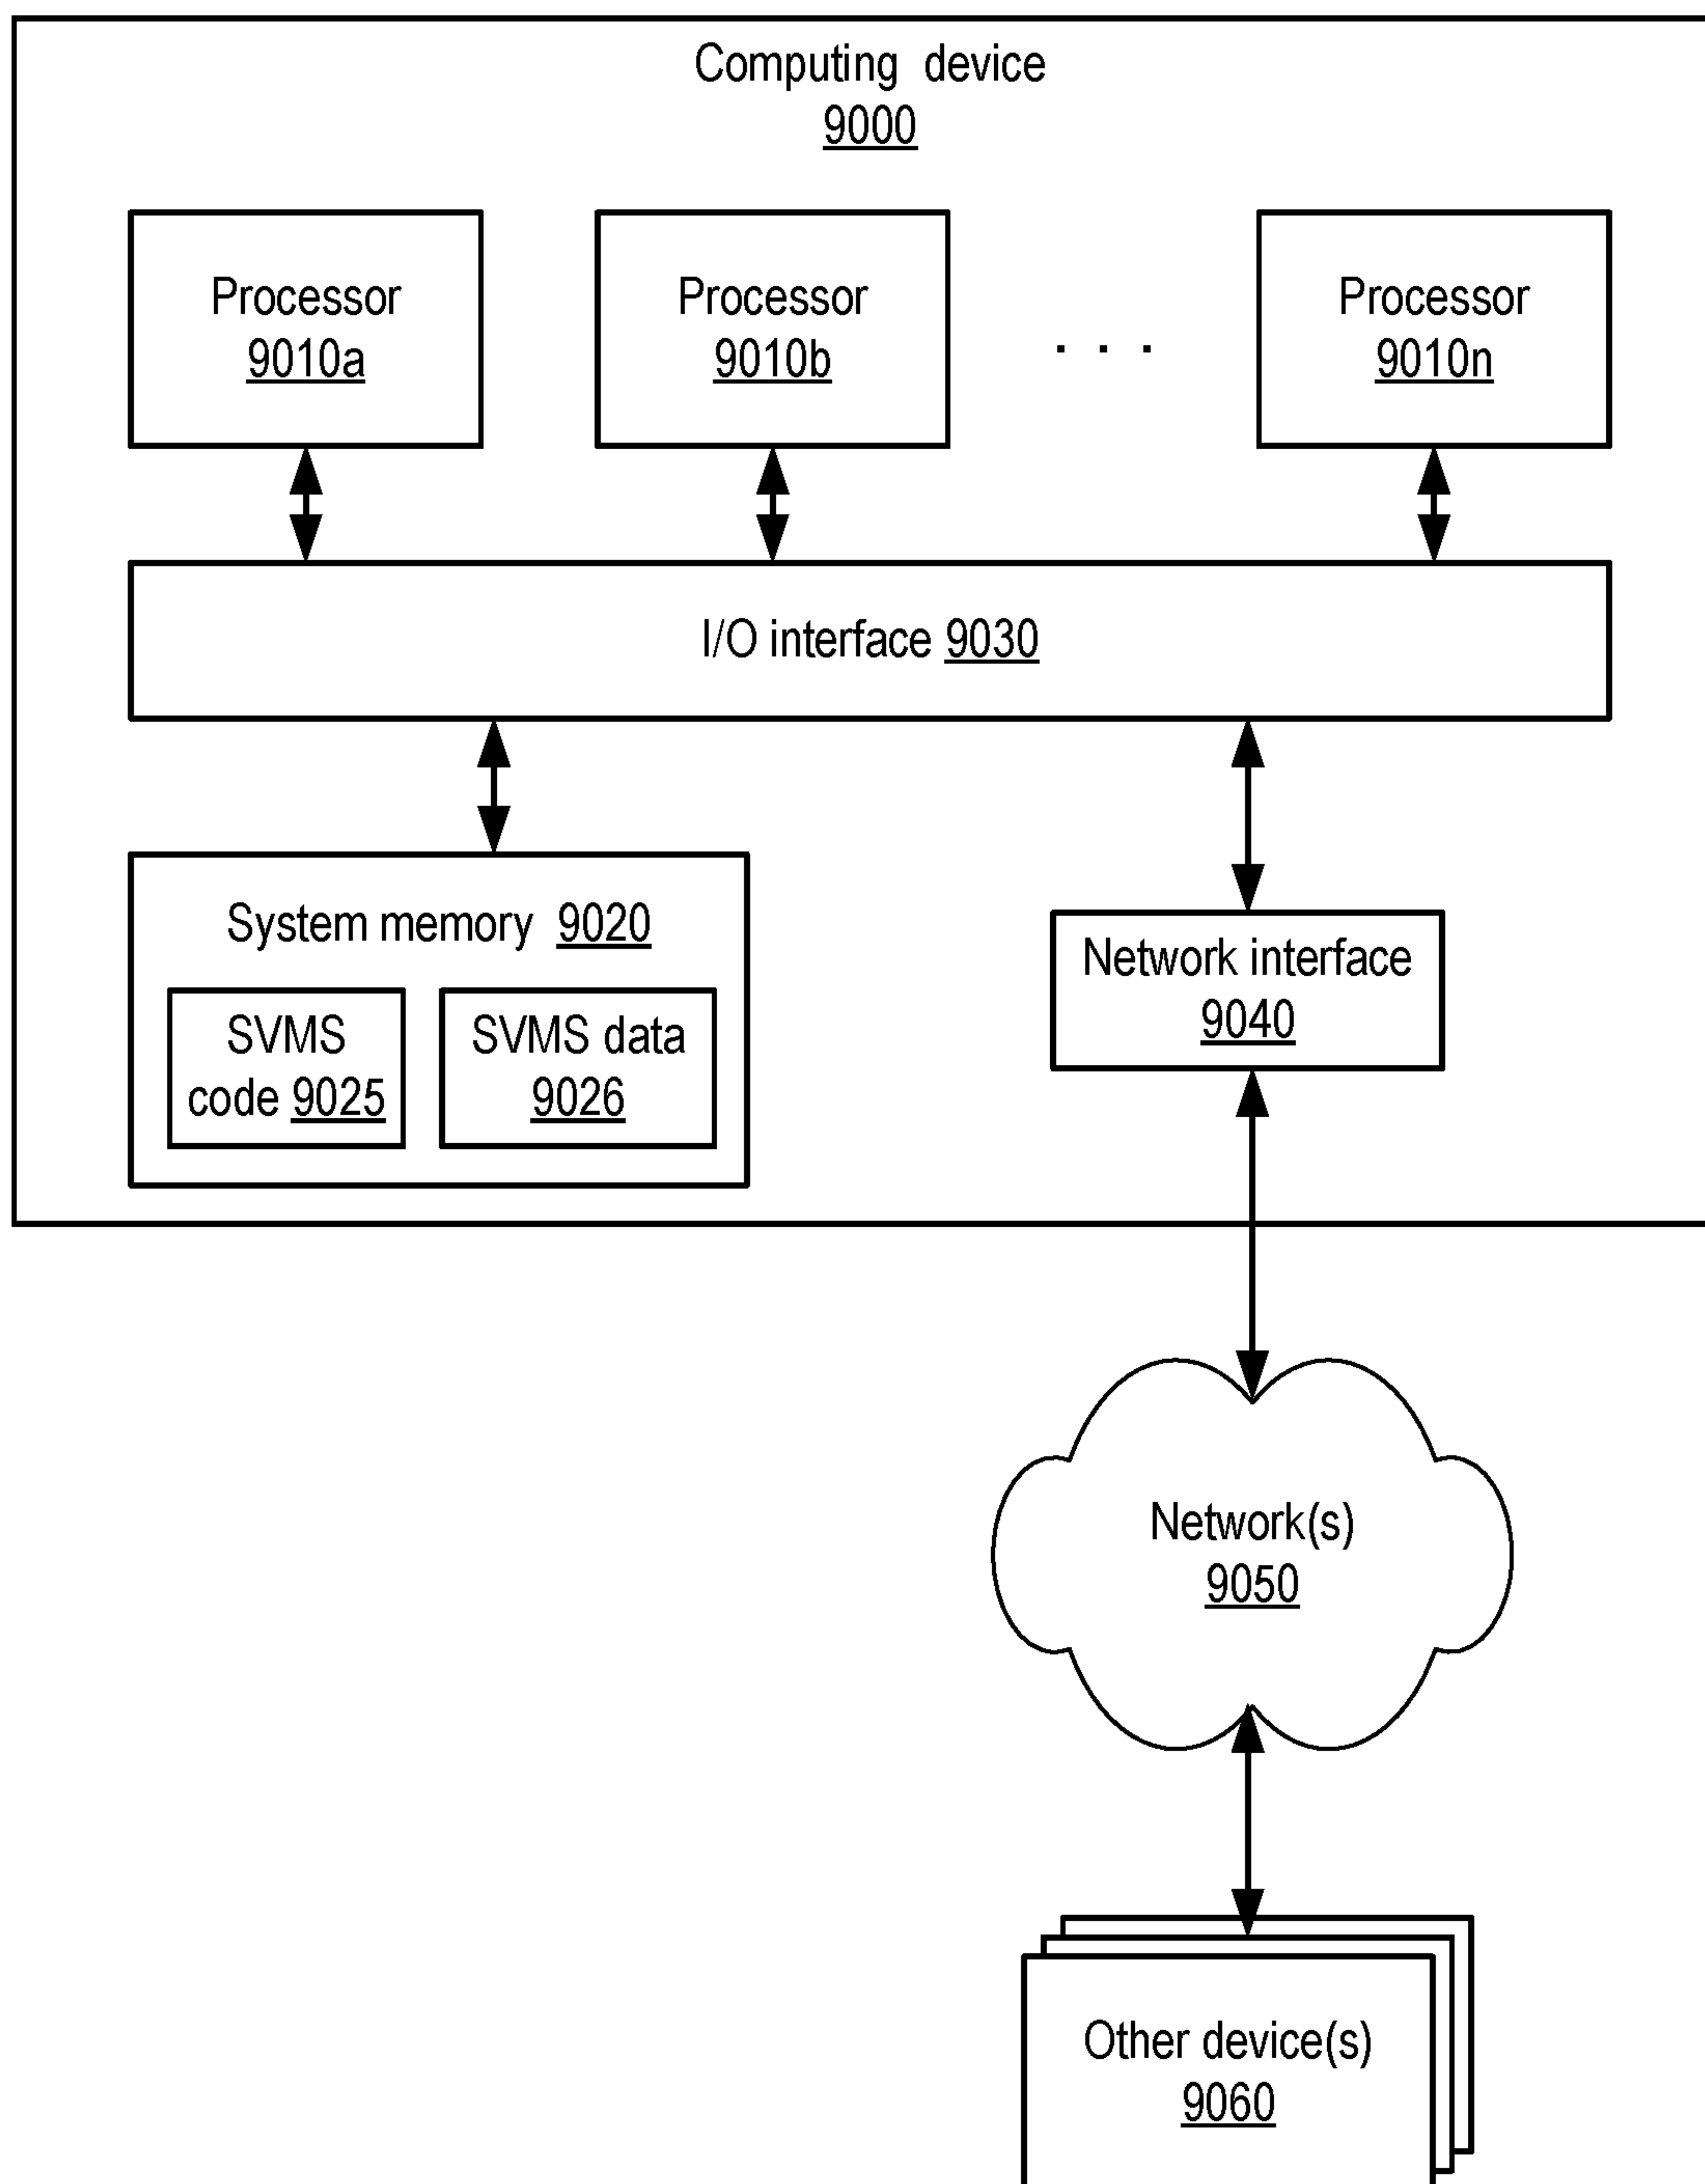 Computing device
9000
Processor
9010a
Processor
9010b
. . .
Processor
9010n
I/O interface 9030
System memory 9020
SVMS
code 9025
SVMS data
9026
Network interface
9040
Network(s)
9050
Other device(s)
9060